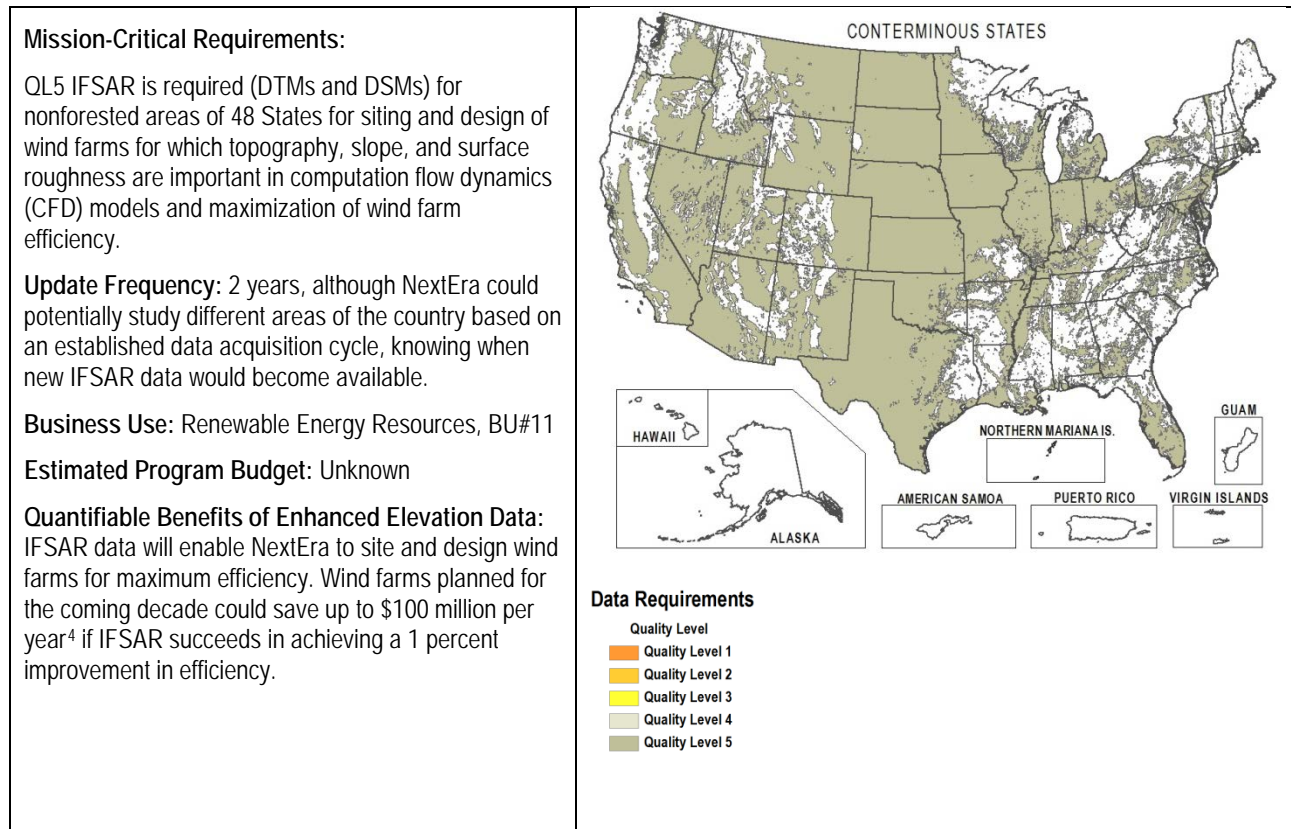 Mission-Critical Requirements:
QL5 IFSAR is required (DTMs and DSMs) for
nonforested areas of 48 States for siting and design of
wind farms for which topography, slope, and surface
roughness are important in computation flow dynamics
(CFD) models and maximization of wind farm
efficiency.
Update Frequency: 2 years, although NextEra could
potentially study different areas of the country based on
an established data acquisition cycle, knowing when
new IFSAR data would become available.
Business Use: Renewable Energy Resources, BU#11
Estimated Program Budget: Unknown
Quantifiable Benefits of Enhanced Elevation Data:
IFSAR data will enable NextEra to site and design wind
farms for maximum efficiency. Wind farms planned for
the coming decade could save up to $100 million per
year⁴ if IFSAR succeeds in achieving a 1 percent
improvement in efficiency.
CONTERMINOUS STATES
HAWAII
ALASKA
NORTHERN MARIANA IS.
GUAM
AMERICAN SAMOA
PUERTO RICO
VIRGIN ISLANDS
Data Requirements
Quality Level
Quality Level 1
Quality Level 2
Quality Level 3
Quality Level 4
Quality Level 5